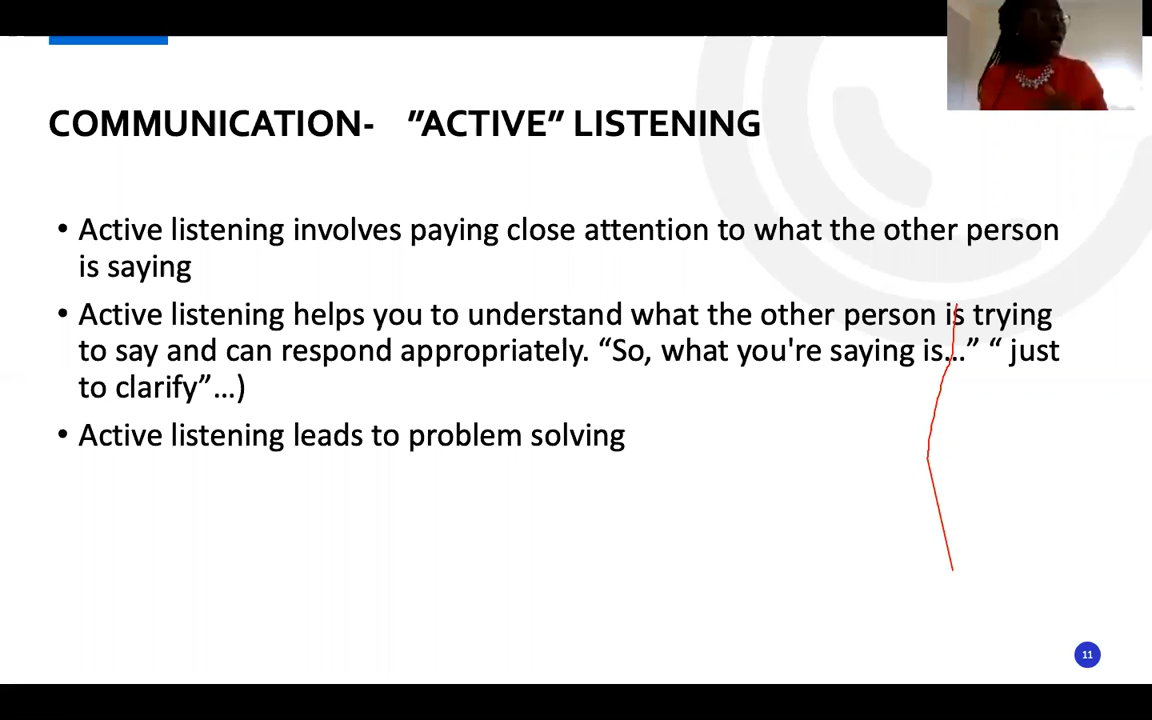 COMMUNICATION- ”ACTIVE” LISTENING
• Active listening involves paying close attention to what the other person
is saying
• Active listening helps you to understand what the other person is trying
to say and can respond appropriately. “So, what you're saying is...” “ just
to clarify”...)
• Active listening leads to problem solving
11